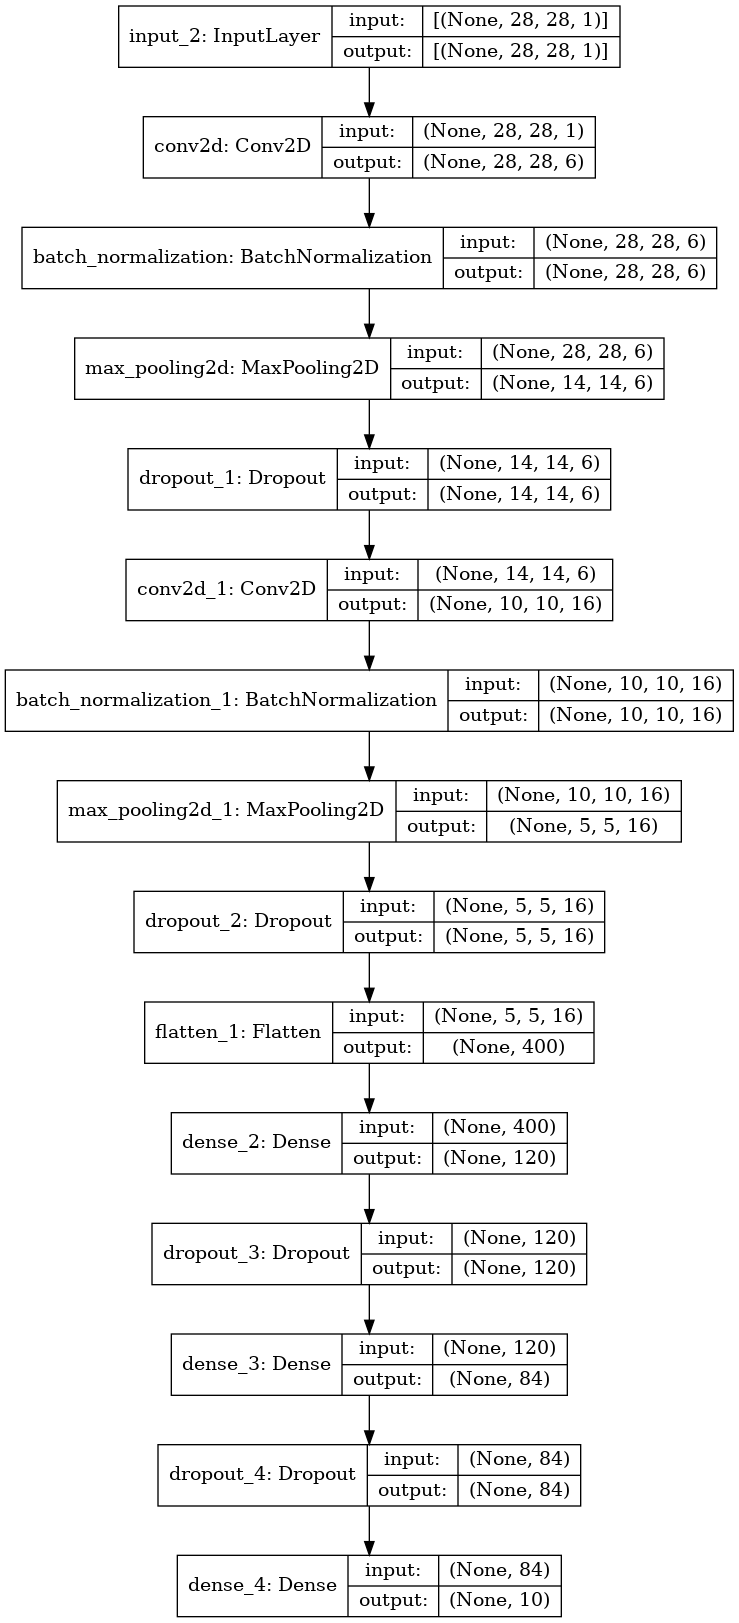 input_2: InputLayer
input: [(None, 28, 28, 1)]
output: [(None, 28, 28, 1)]
conv2d: Conv2D
input: (None, 28, 28, 1)
output: (None, 28, 28, 6)
batch_normalization: BatchNormalization
input: (None, 28, 28, 6)
output: (None, 28, 28, 6)
max_pooling2d: MaxPooling2D
input: (None, 28, 28, 6)
output: (None, 14, 14, 6)
dropout_1: Dropout
input: (None, 14, 14, 6)
output: (None, 14, 14, 6)
conv2d_1: Conv2D
input: (None, 14, 14, 6)
output: (None, 10, 10, 16)
batch_normalization_1: BatchNormalization
input: (None, 10, 10, 16)
output: (None, 10, 10, 16)
max_pooling2d_1: MaxPooling2D
input: (None, 10, 10, 16)
output: (None, 5, 5, 16)
dropout_2: Dropout
input: (None, 5, 5, 16)
output: (None, 5, 5, 16)
flatten_1: Flatten
input: (None, 5, 5, 16)
output: (None, 400)
dense_2: Dense
input: (None, 400)
output: (None, 120)
dropout_3: Dropout
input: (None, 120)
output: (None, 120)
dense_3: Dense
input: (None, 120)
output: (None, 84)
dropout_4: Dropout
input: (None, 84)
output: (None, 84)
dense_4: Dense
input: (None, 84)
output: (None, 10)